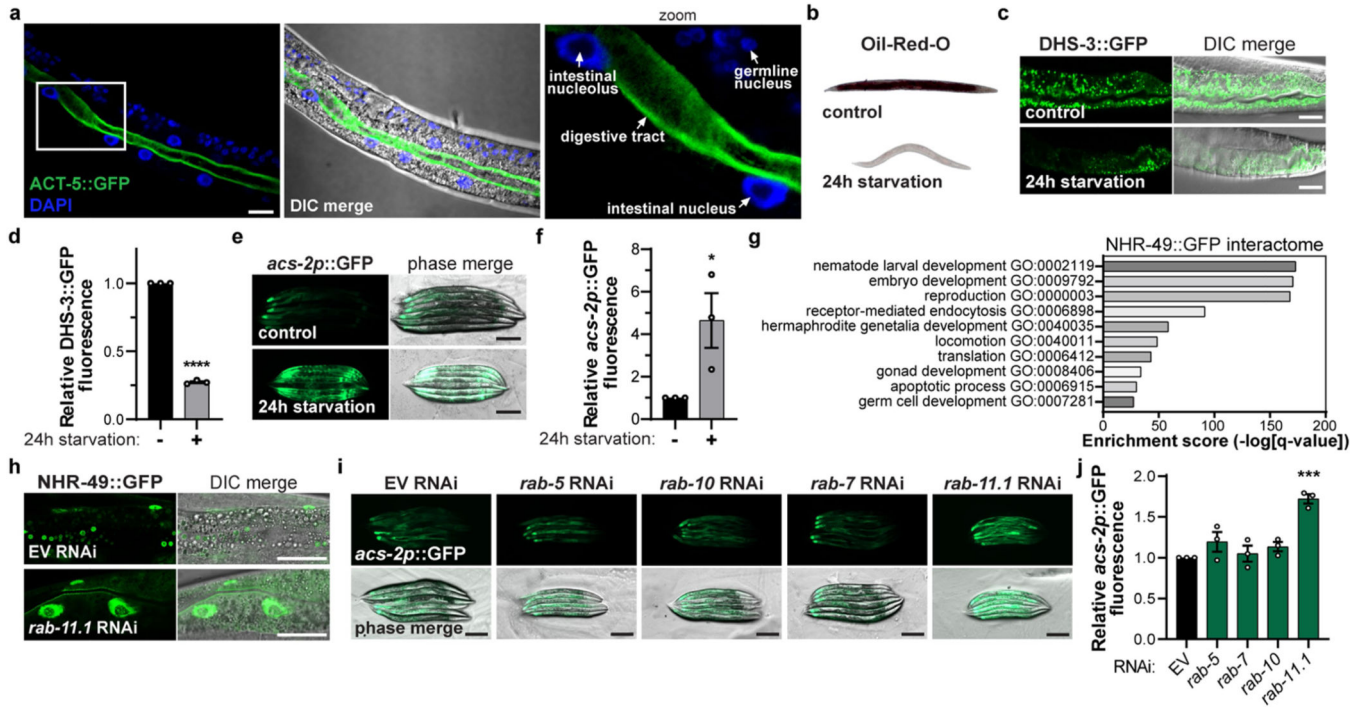 a
zoom
ACT-5::GFP
DAPI
DIC merge
intestinal
nucleolus
germline
nucleus
digestive tract
intestinal nucleus
b
Oil-Red-O
control
24h starvation
c
DHS-3::GFP
DIC merge
control
24h starvation
d
Relative DHS-3::GFP
fluorescence
1.0
0.5
0.0
****
24h starvation:
-
+
e
acs-2p::GFP
phase merge
control
24h starvation
f
Relative acs-2p::GFP
fluorescence
8
6
4
2
0
*
24h starvation:
-
+
g
NHR-49::GFP interactome
nematode larval development GO:0002119
embryo development GO:0009792
reproduction GO:0000003
receptor-mediated endocytosis GO:0006898
hermaphrodite genetalia development GO:0040035
locomotion GO:0040011
translation GO:0006412
gonad development GO:0008406
apoptotic process GO:0006915
germ cell development GO:0007281
0 50 100 150 200
Enrichment score (-log[q-value])
h
NHR-49::GFP
DIC merge
EV RNAi
rab-11.1 RNAi
i
EV RNAi
rab-5 RNAi
rab-10 RNAi
rab-7 RNAi
rab-11.1 RNAi
acs-2p::GFP
phase merge
j
Relative acs-2p::GFP
fluorescence
2.0
1.5
1.0
0.5
0.0
***
RNAi:
EV
rab-5
rab-7
rab-10
rab-11.1